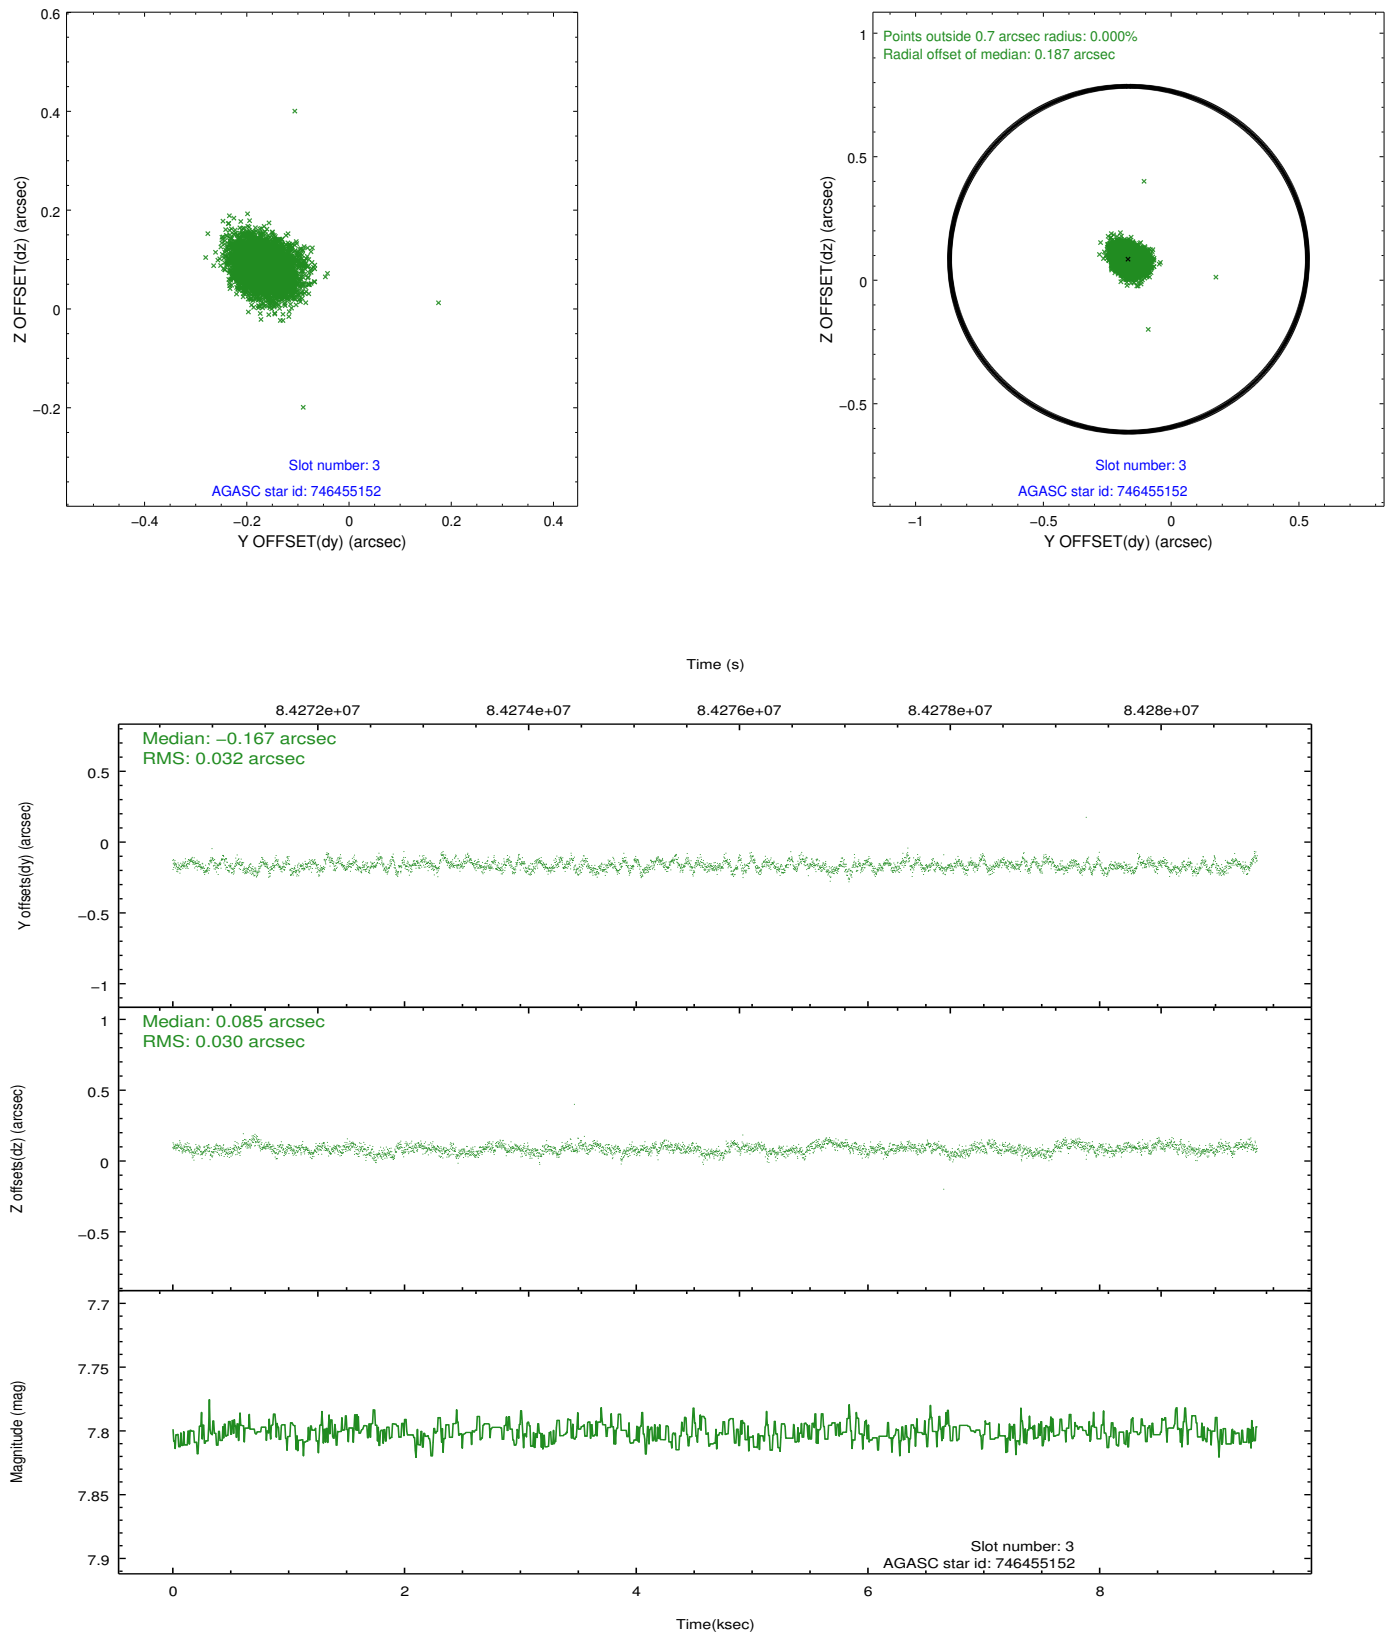 0.6
0.4
0.2
0
−0.2
Z OFFSET(dz) (arcsec)
Slot number: 3
AGASC star id: 746455152
−0.4 −0.2 0 0.2 0.4
Y OFFSET(dy) (arcsec)
Points outside 0.7 arcsec radius: 0.000%
Radial offset of median: 0.187 arcsec
1
0.5
0
−0.5
Z OFFSET(dz) (arcsec)
Slot number: 3
AGASC star id: 746455152
−1 −0.5 0 0.5
Y OFFSET(dy) (arcsec)
Time (s)
8.4272e+07 8.4274e+07 8.4276e+07 8.4278e+07 8.428e+07
Median: −0.167 arcsec
RMS: 0.032 arcsec
0.5
0
−0.5
−1
Y offsets(dy) (arcsec)
Median: 0.085 arcsec
RMS: 0.030 arcsec
1
0.5
0
−0.5
Z offsets(dz) (arcsec)
7.7
7.75
7.8
7.85
7.9
Magnitude (mag)
Slot number: 3
AGASC star id: 746455152
0 2 4 6 8
Time(ksec)